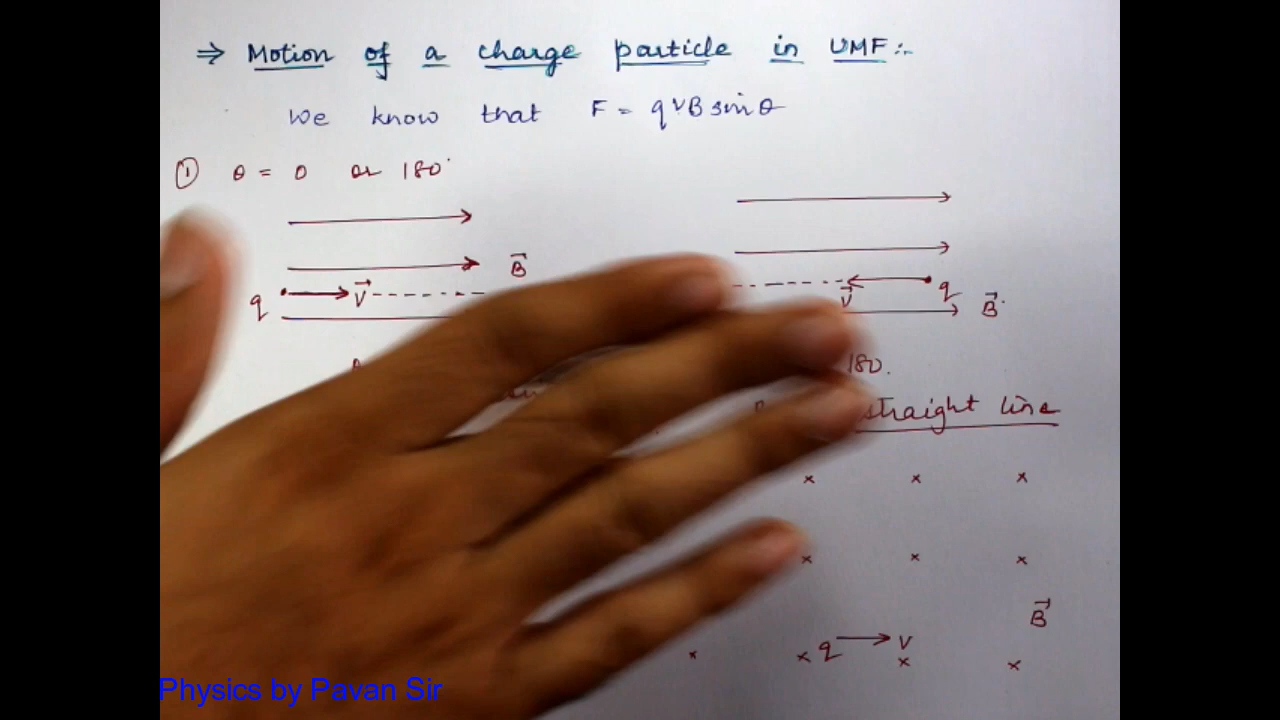 ⇒ Motion of a charge particle in UMF:-
We know that F = qVB sin θ
① θ = 0 or 180°
B⃗
q V⃗
V⃗ q B⃗
180.
straight line
B⃗
q V
Physics by Pavan Sir